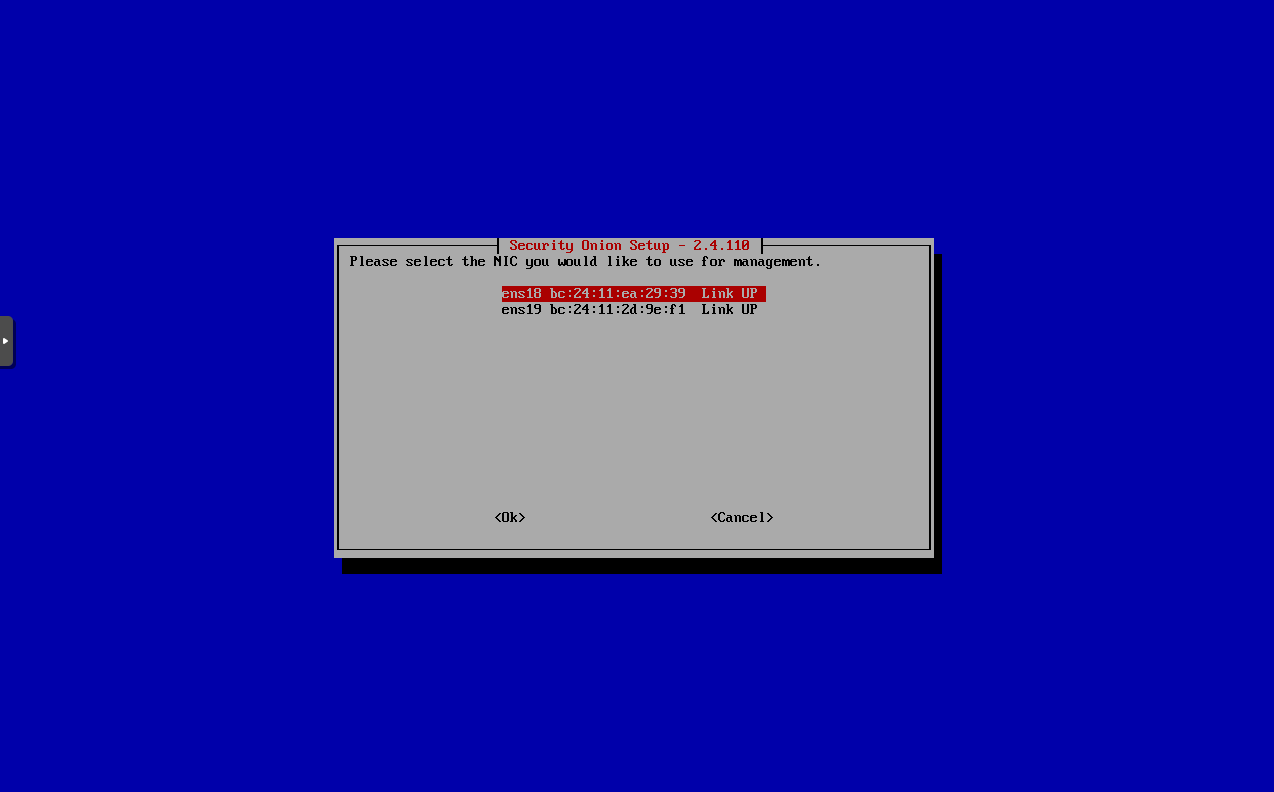 Security Onion Setup - 2.4.110
Please select the NIC you would like to use for management.
ens18 bc:24:11:ea:29:39  Link UP
ens19 bc:24:11:2d:9e:f1  Link UP
<Ok> <Cancel>